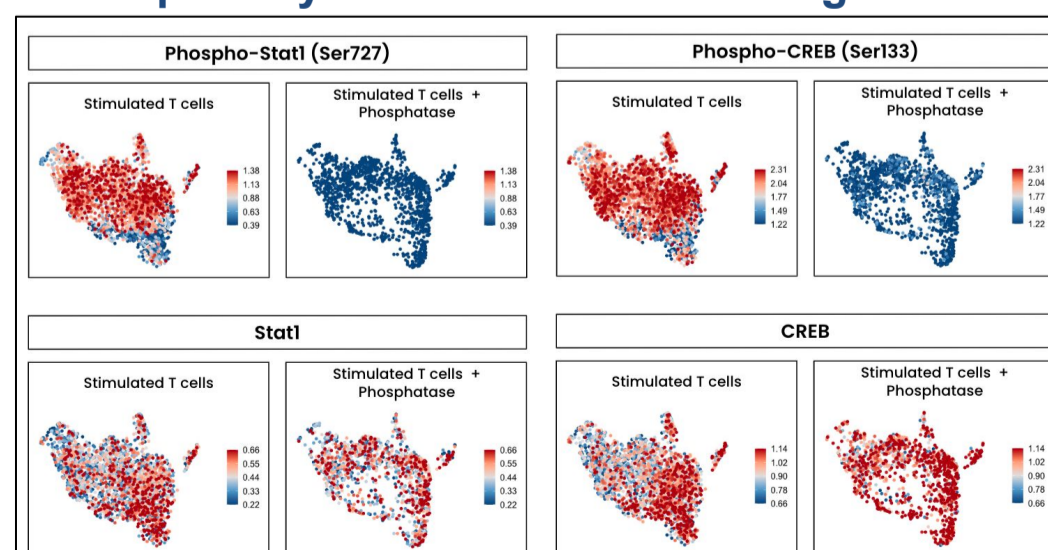 Phospho-Stat1 (Ser727)
Stimulated T cells
1.38
1.13
0.88
0.63
0.39
Stimulated T cells +
Phosphatase
1.38
1.13
0.88
0.63
0.39
Phospho-CREB (Ser133)
Stimulated T cells
2.31
2.04
1.77
1.49
1.22
Stimulated T cells +
Phosphatase
2.31
2.04
1.77
1.49
1.22
Stat1
Stimulated T cells
0.66
0.55
0.44
0.33
0.22
Stimulated T cells +
Phosphatase
0.66
0.55
0.44
0.33
0.22
CREB
Stimulated T cells
1.14
1.02
0.90
0.78
0.66
Stimulated T cells +
Phosphatase
1.14
1.02
0.90
0.78
0.66